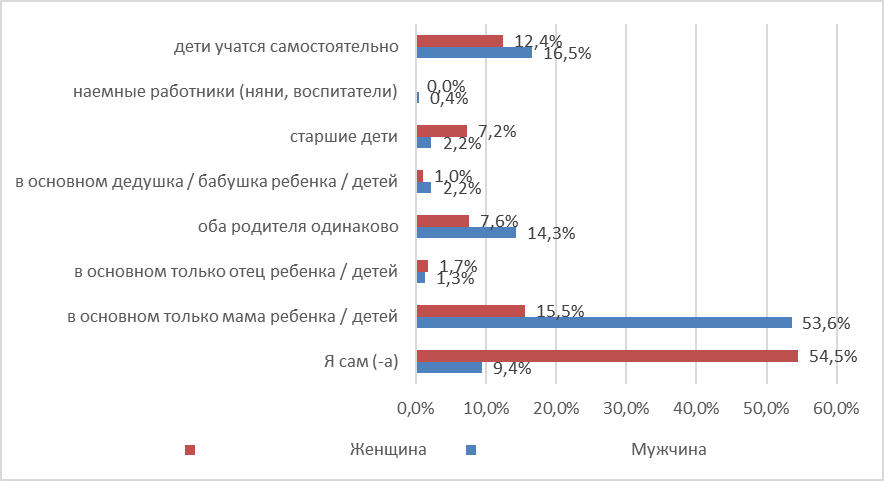 дети учатся самостоятельно
12,4%
16,5%
наемные работники (няни, воспитатели)
0,0%
0,4%
старшие дети
7,2%
2,2%
в основном дедушка / бабушка ребенка / детей
1,0%
2,2%
оба родителя одинаково
7,6%
14,3%
в основном только отец ребенка / детей
1,7%
1,3%
в основном только мама ребенка / детей
15,5%
53,6%
Я сам (-а)
54,5%
9,4%
0,0% 10,0% 20,0% 30,0% 40,0% 50,0% 60,0%
Женщина Мужчина